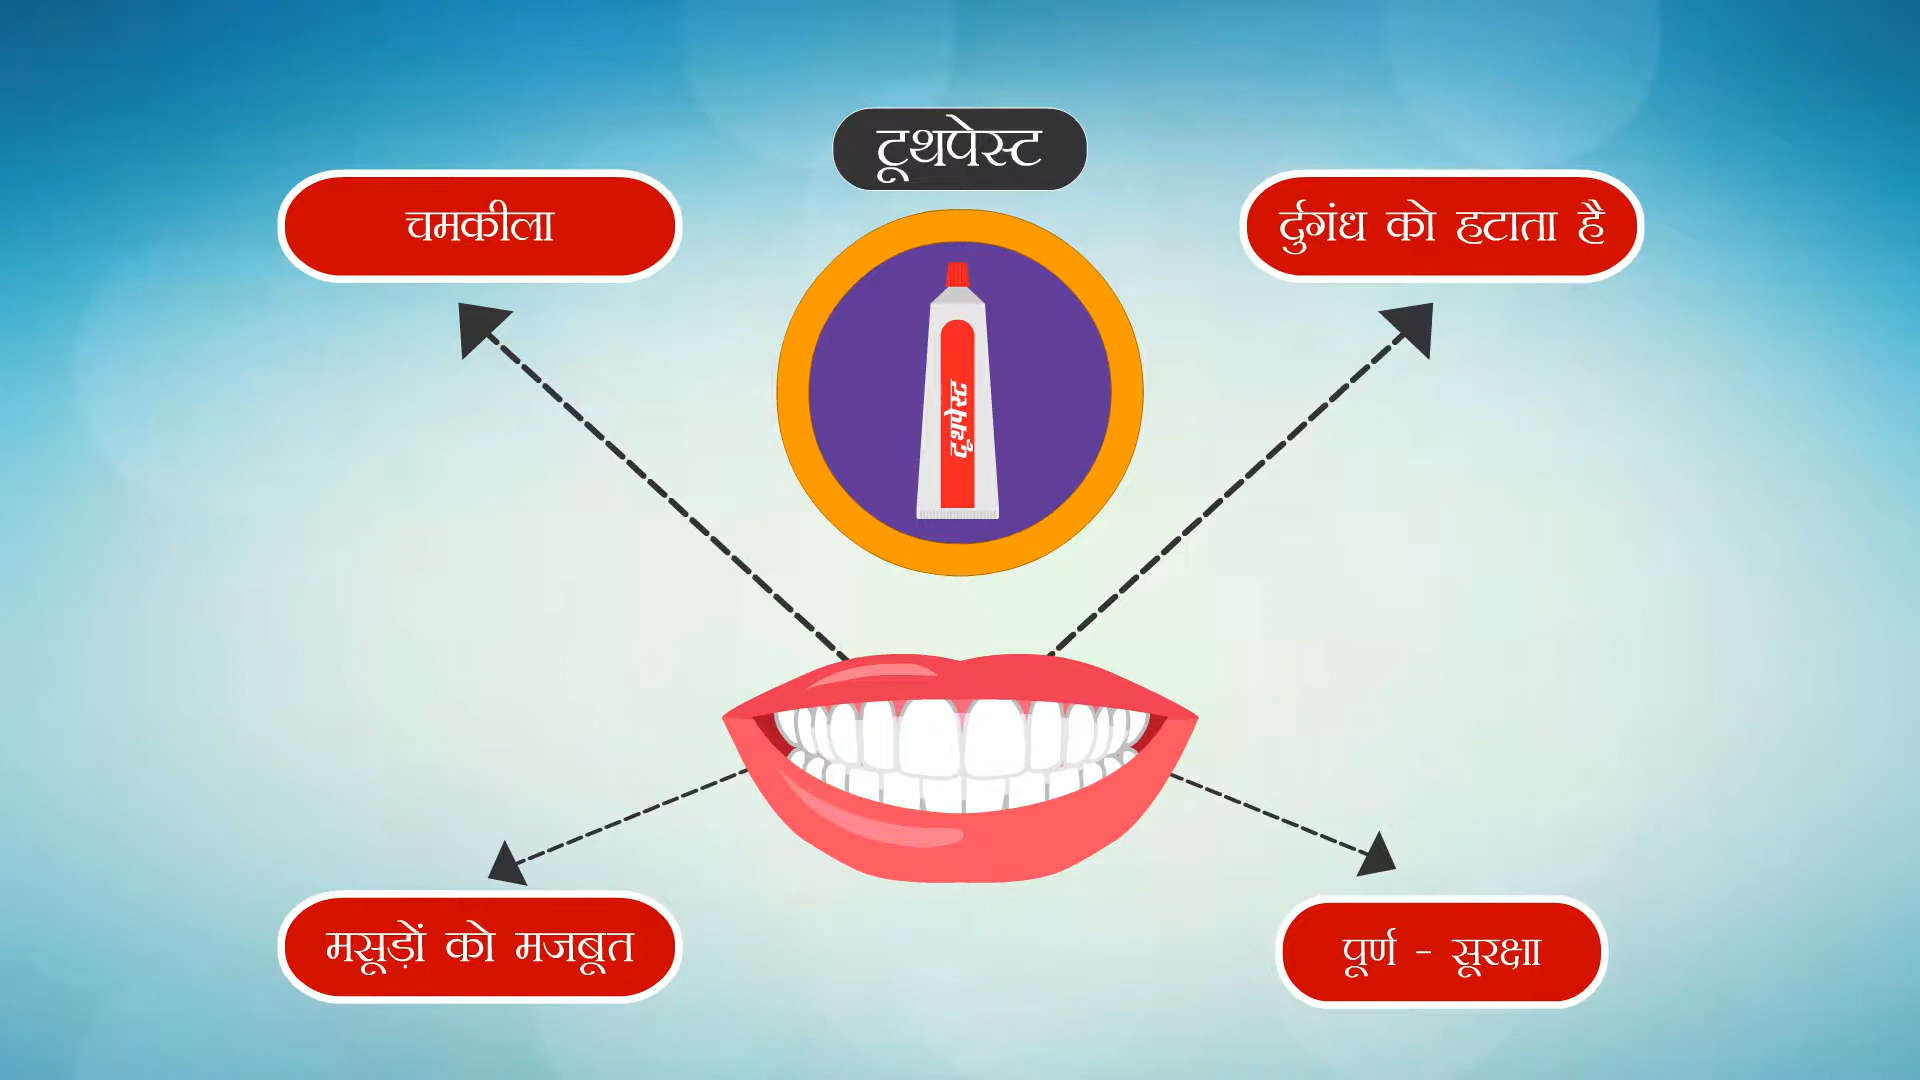 टूथपेस्ट
चमकीला
र्दुगंध को हटाता है
टूथपेस्ट
मसूड़ों को मजबूत
पूर्ण - सूरक्षा